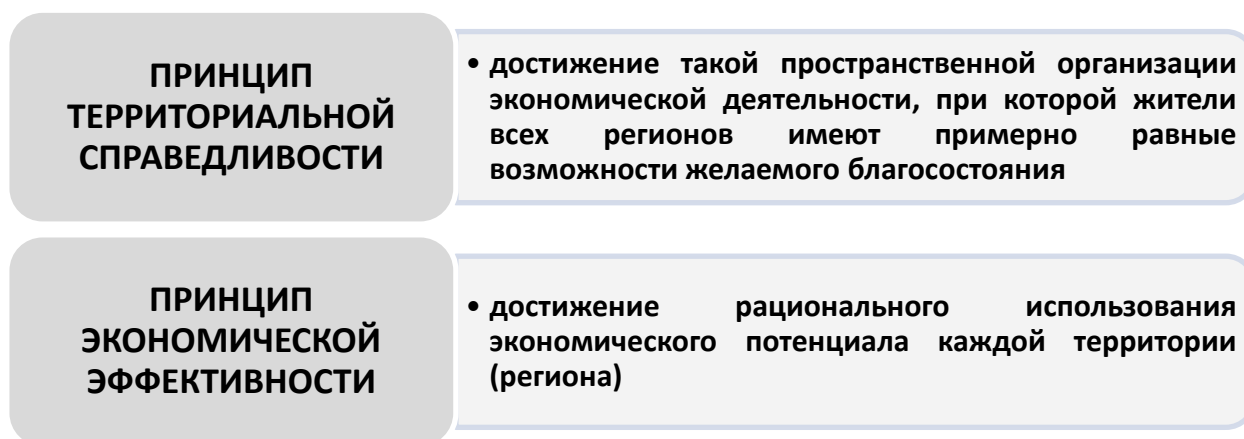 ПРИНЦИП
ТЕРРИТОРИАЛЬНОЙ
СПРАВЕДЛИВОСТИ
• достижение такой пространственной организации
экономической деятельности, при которой жители
всех регионов имеют примерно равные
возможности желаемого благосостояния
ПРИНЦИП
ЭКОНОМИЧЕСКОЙ
ЭФФЕКТИВНОСТИ
• достижение рационального использования
экономического потенциала каждой территории
(региона)